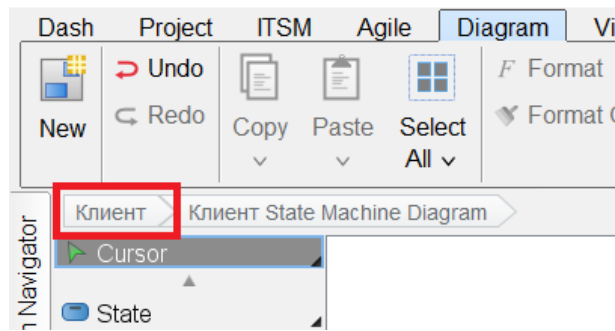 Dash Project ITSM Agile Diagram
New Undo Redo Copy Paste Select All Format Format
Клиент Клиент State Machine Diagram
Navigator
Cursor
State